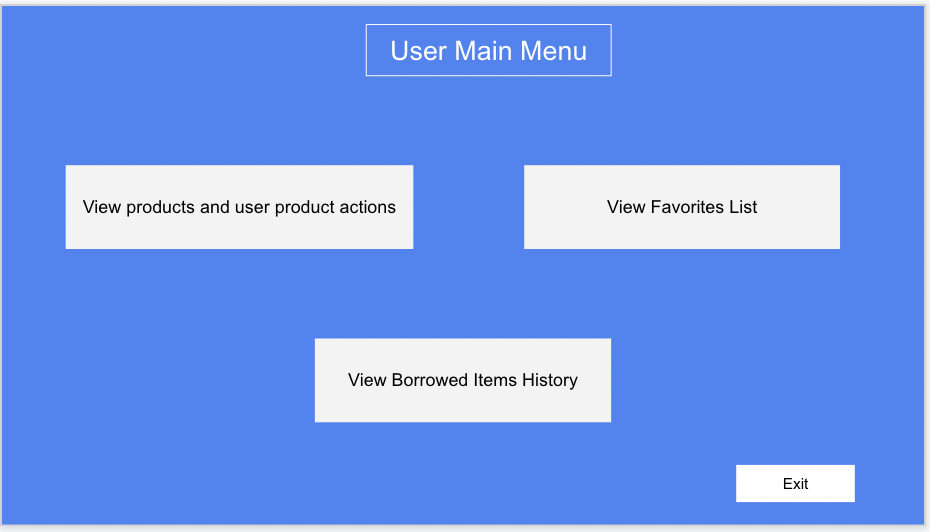 User Main Menu
View products and user product actions
View Favorites List
View Borrowed Items History
Exit